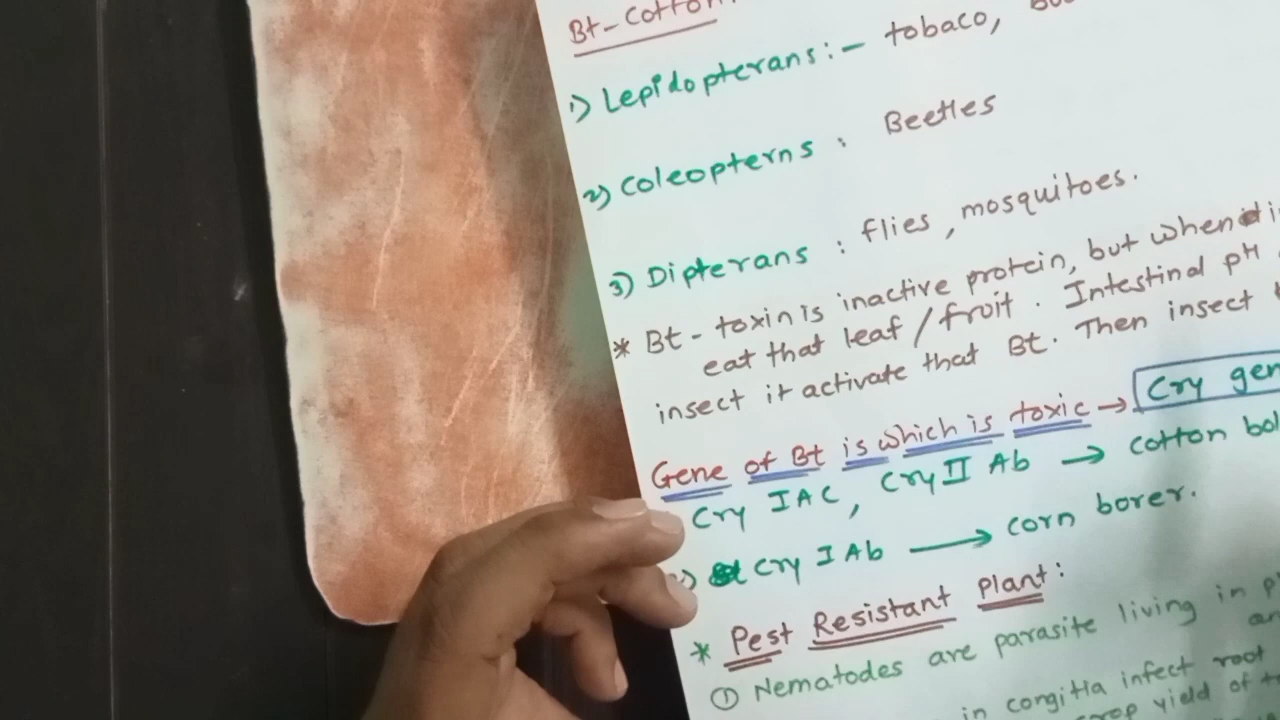 Bt-Cotton
1) Lepidopterans:- tobaco,
2) Coleopterns : Beetles
3) Dipterans : flies, mosquitoes.
* Bt-toxin is inactive protein, but when
eat that leaf/fruit. Intestinal pH
insect it activate that Bt. Then insect
Gene of Bt is which is toxic → Cry gen
Cry IAC, Cry II Ab → cotton bol
Cry IAb → corn borer.
* Pest Resistant Plant:
① Nematodes are parasite living in
in congitia infect root
crop yield of